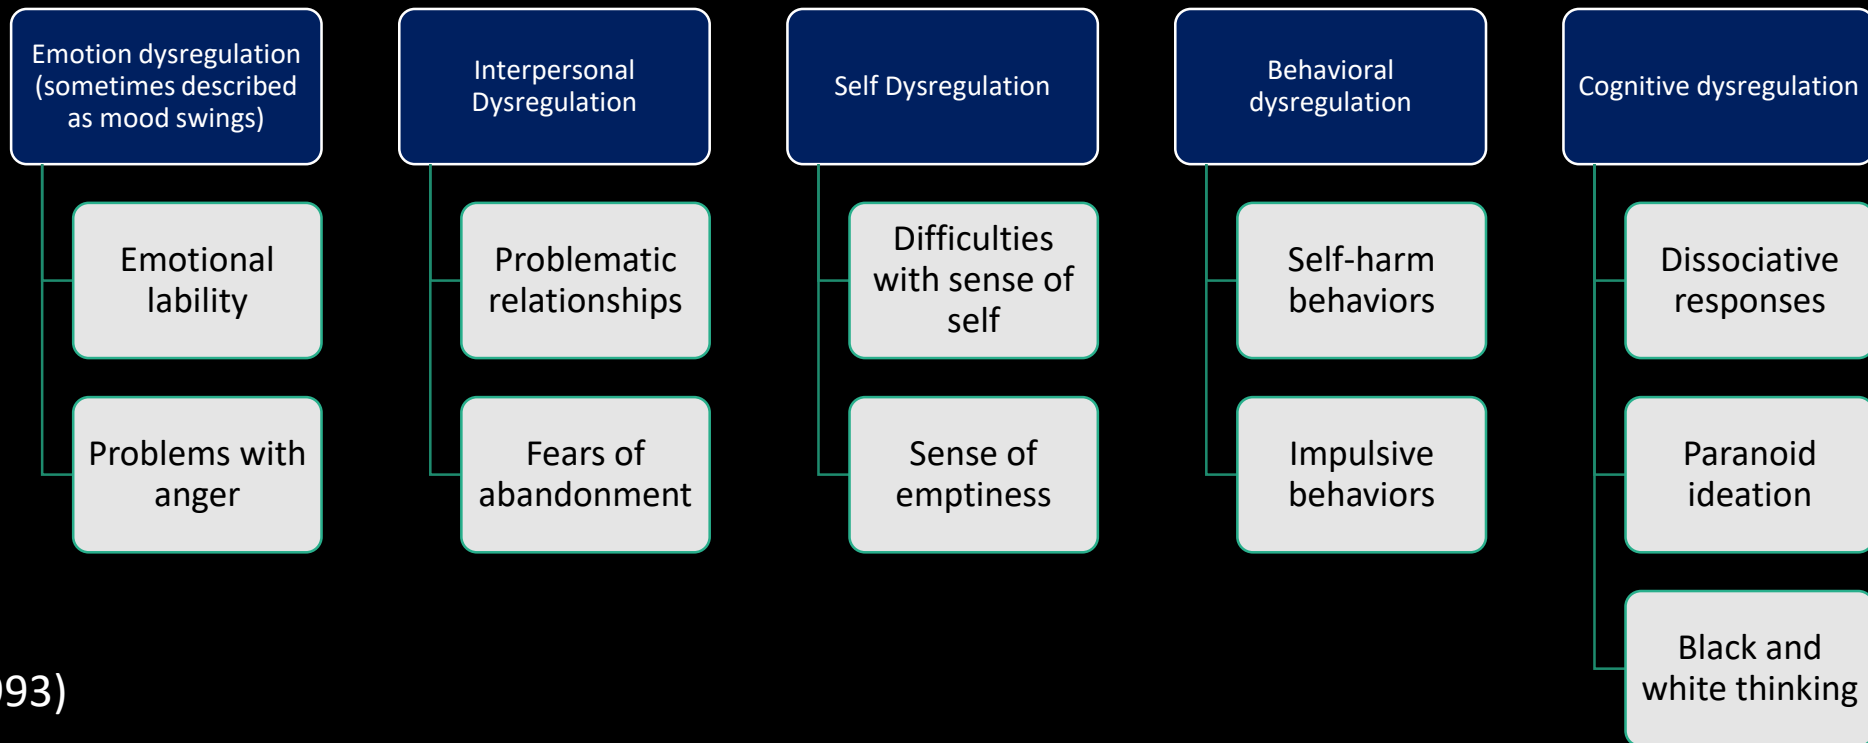 Emotion dysregulation
(sometimes described
as mood swings)
Emotional
lability
Problems with
anger
Interpersonal
Dysregulation
Problematic
relationships
Fears of
abandonment
Self Dysregulation
Difficulties
with sense of
self
Sense of
emptiness
Behavioral
dysregulation
Self-harm
behaviors
Impulsive
behaviors
Cognitive dysregulation
Dissociative
responses
Paranoid
ideation
Black and
white thinking
93)